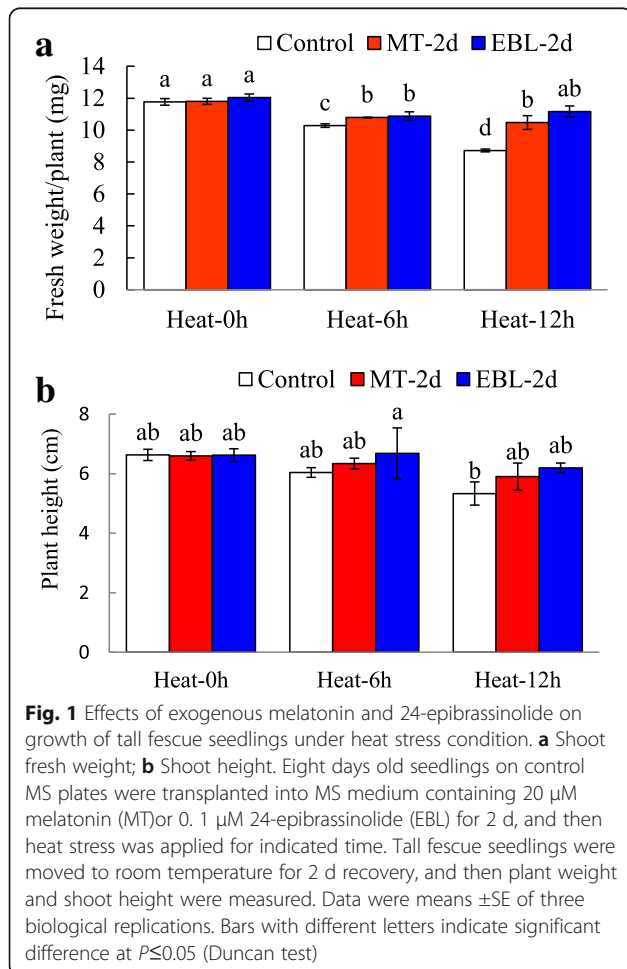 a
Control MT-2d EBL-2d
14
12
10
8
6
4
2
0
Fresh weight/plant (mg)
a a a
c b b
d b ab
Heat-0h Heat-6h Heat-12h
b
Control MT-2d EBL-2d
8
6
4
2
0
Plant height (cm)
ab ab ab
ab ab a
b ab ab
Heat-0h Heat-6h Heat-12h
Fig. 1 Effects of exogenous melatonin and 24-epibrassinolide on
growth of tall fescue seedlings under heat stress condition. a Shoot
fresh weight; b Shoot height. Eight days old seedlings on control
MS plates were transplanted into MS medium containing 20 μM
melatonin (MT)or 0. 1 μM 24-epibrassinolide (EBL) for 2 d, and then
heat stress was applied for indicated time. Tall fescue seedlings were
moved to room temperature for 2 d recovery, and then plant weight
and shoot height were measured. Data were means ±SE of three
biological replications. Bars with different letters indicate significant
difference at P≤0.05 (Duncan test)